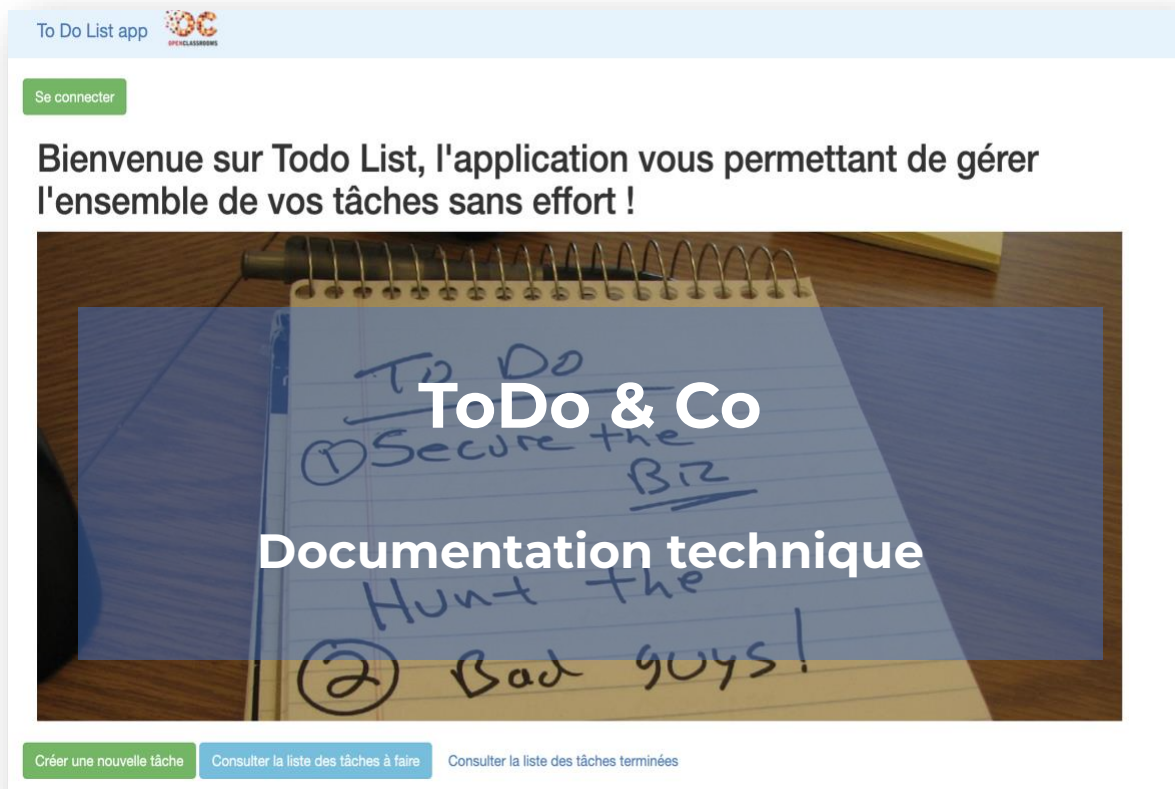 To Do List app
OPENCLASSROOMS
Se connecter
Bienvenue sur Todo List, l'application vous permettant de gérer
l'ensemble de vos tâches sans effort !
To Do
ToDo & Co
1 Secure the
Biz
Documentation technique
Hunt the
2 Bad guys!
Créer une nouvelle tâche
Consulter la liste des tâches à faire
Consulter la liste des tâches terminées